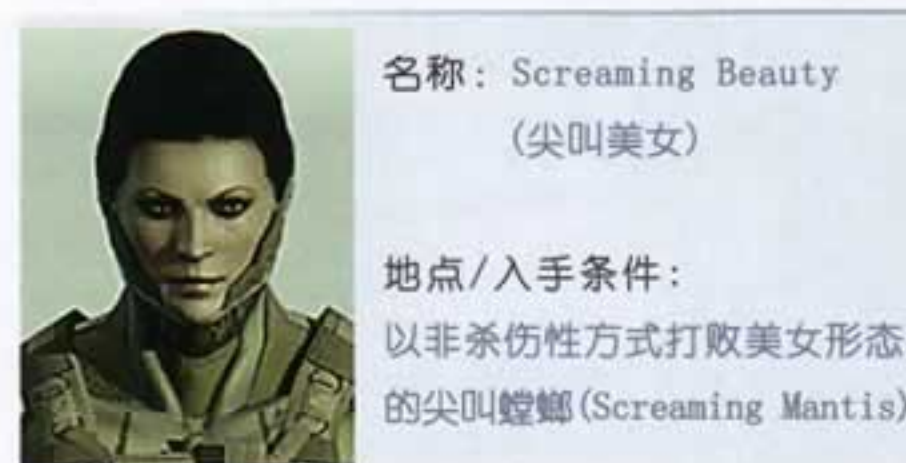 名称: Screaming Beauty
(尖叫美女)
地点/入手条件:
以非杀伤性方式打败美女形态
的尖叫螳螂(Screaming Mantis)